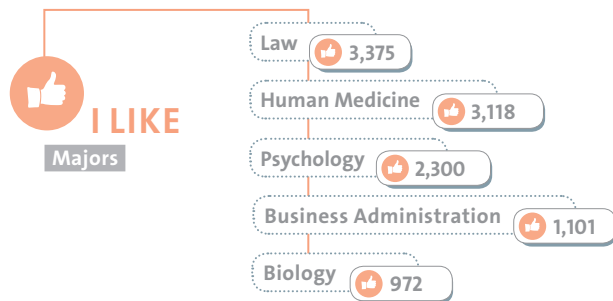 I LIKE
Majors
Law
3,375
Human Medicine
3,118
Psychology
2,300
Business Administration
1,101
Biology
972